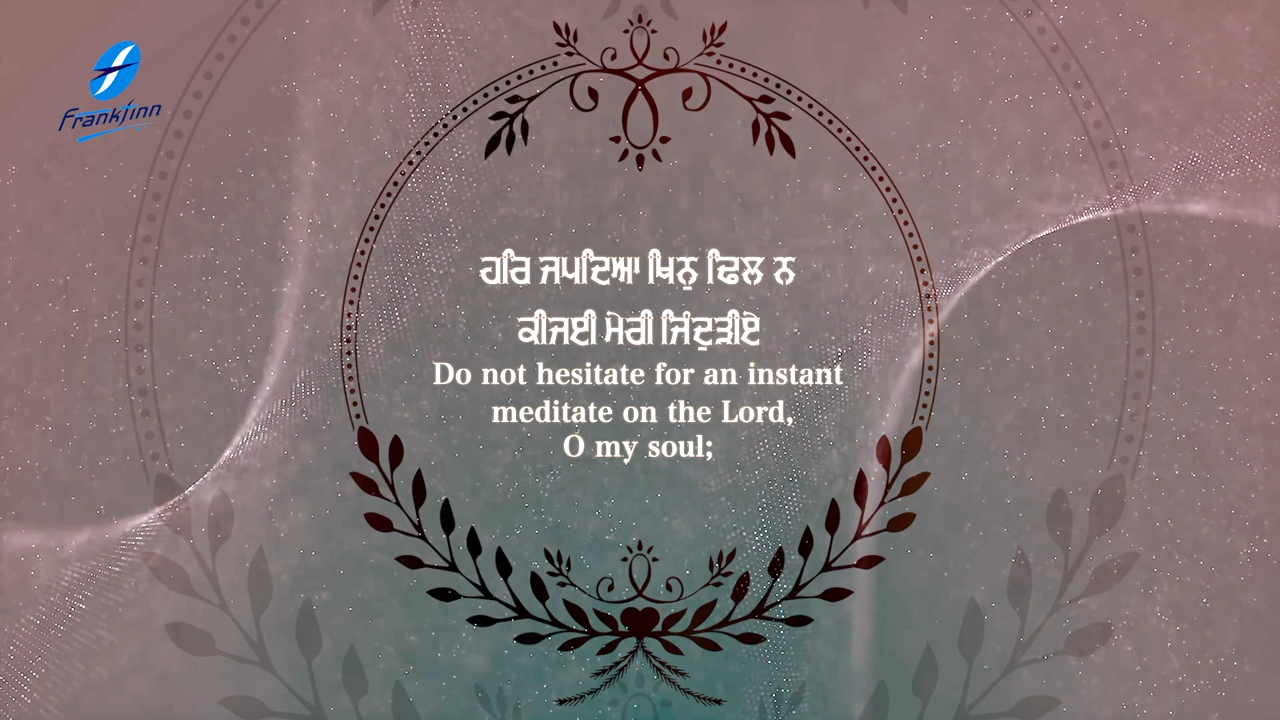 Frankfinn
ਹਰਿ ਜਪਦਿਆ ਖਿਨੁ ਢਿਲ ਨ
ਕੀਜਈ ਮੇਰੀ ਜਿੰਦੁੜੀਏ
Do not hesitate for an instant
meditate on the Lord,
O my soul;